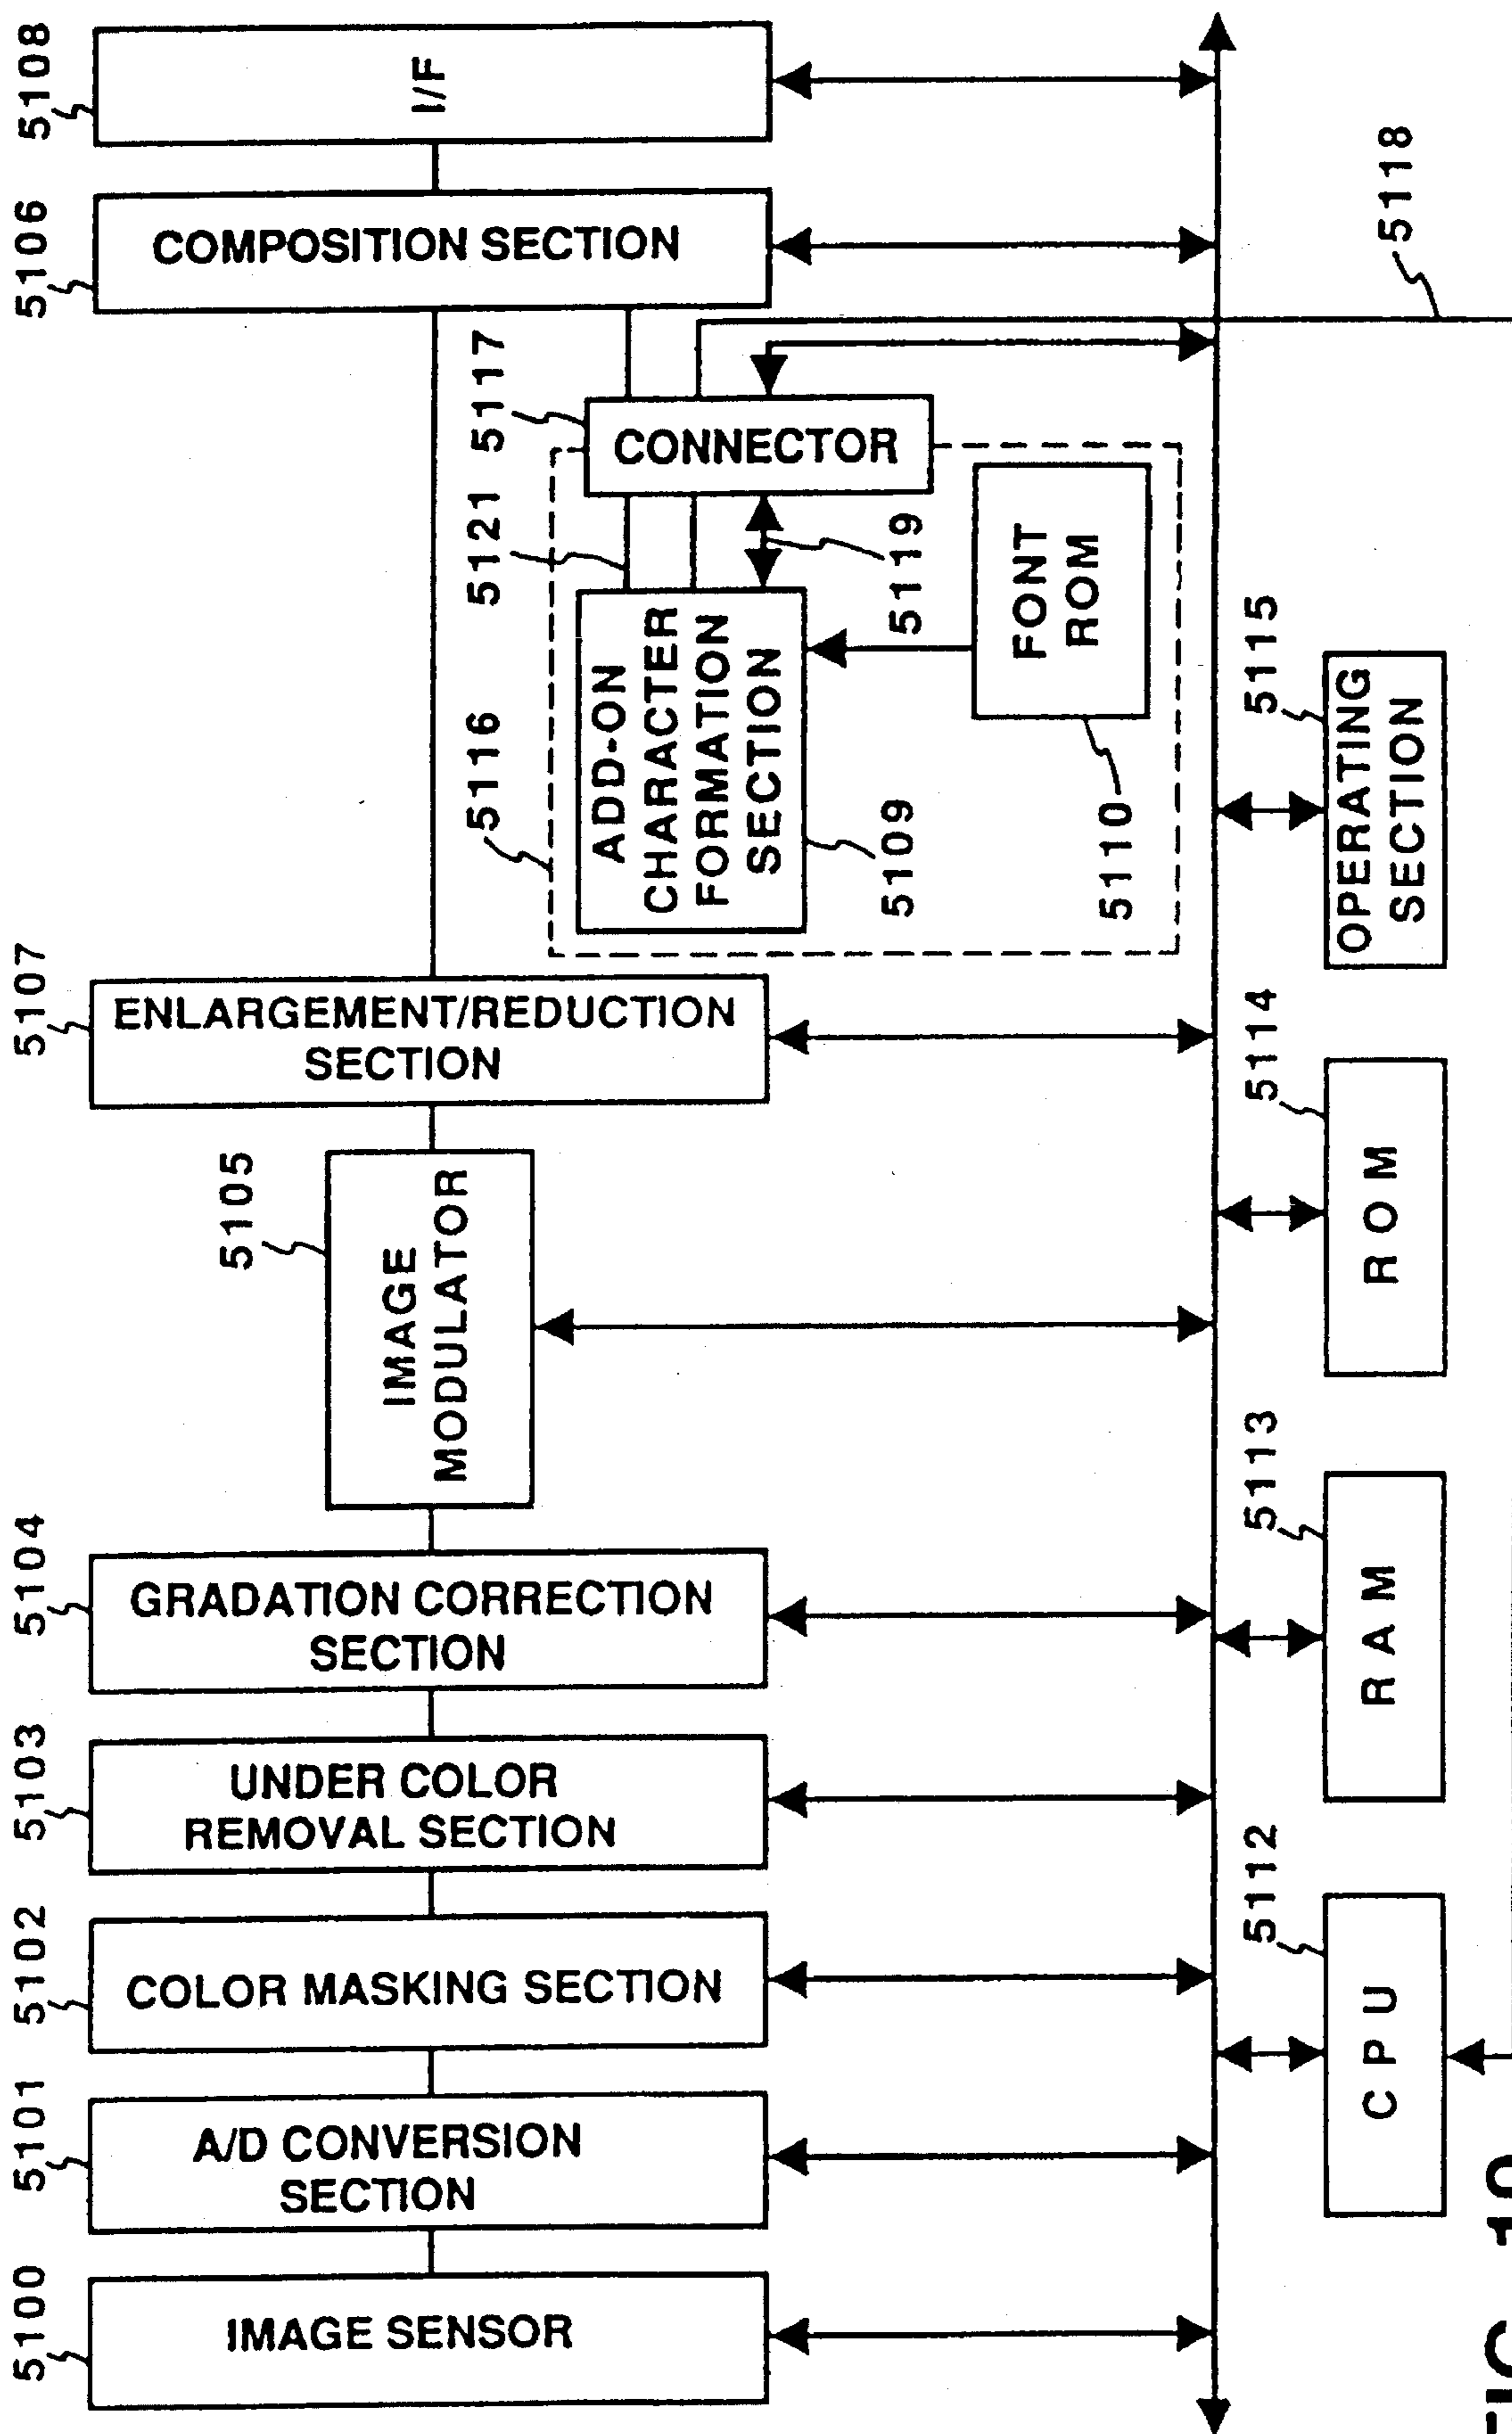 5100
IMAGE SENSOR
5101
A/D CONVERSION
SECTION
5102
COLOR MASKING SECTION
5103
UNDER COLOR
REMOVAL SECTION
5104
GRADATION CORRECTION
SECTION
5105
IMAGE
MODULATOR
5107
ENLARGEMENT/REDUCTION
SECTION
5106
COMPOSITION SECTION
5108
I/F
5116
5121
5117
ADD-ON
CHARACTER
FORMATION
SECTION
CONNECTOR
5109
5119
5110
FONT
ROM
5118
5112
CPU
5113
RAM
5114
ROM
5115
OPERATING
SECTION